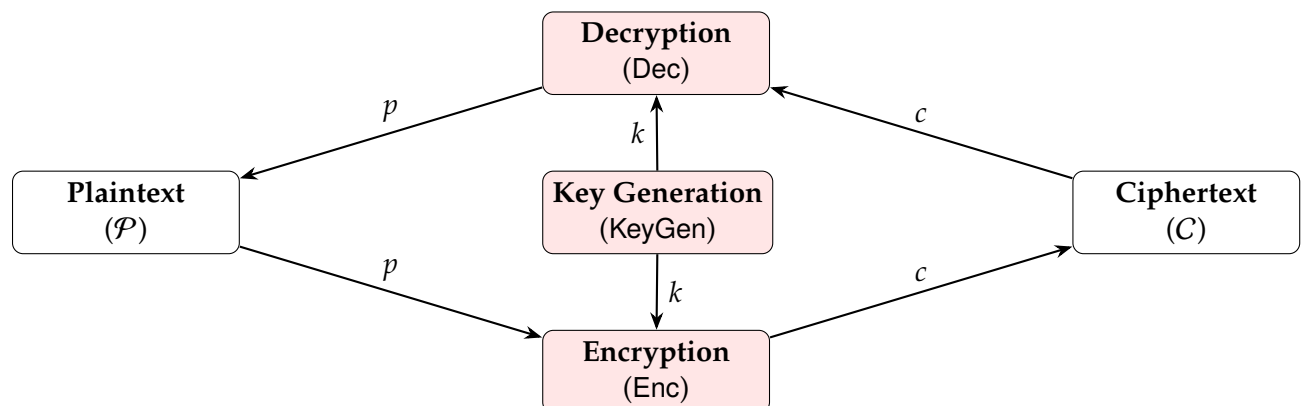 Decryption
(Dec)
p
c
k
Plaintext
(𝒫)
Key Generation
(KeyGen)
Ciphertext
(𝒞)
p
k
c
Encryption
(Enc)